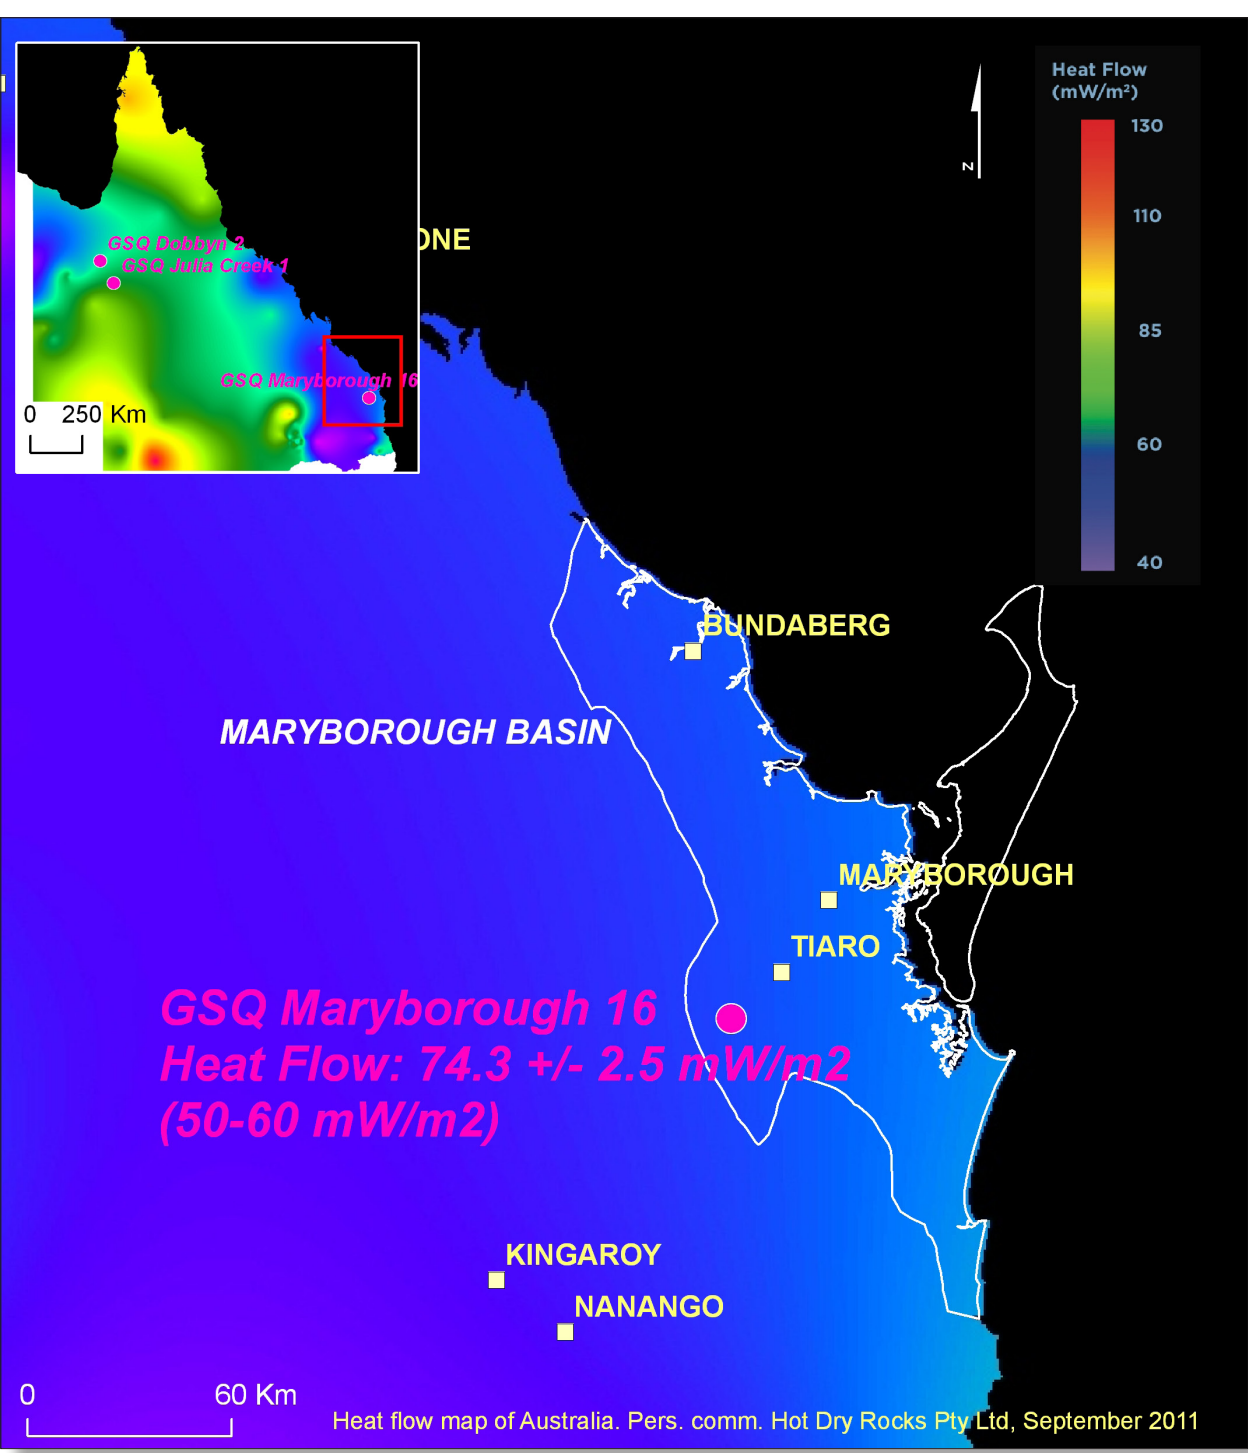 GSQ Dobbyn 2
GSQ Julia Creek 1
GSQ Maryborough 16
0 250 Km
ONE
N
Heat Flow
(mW/m²)
130
110
85
60
40
BUNDABERG
MARYBOROUGH BASIN
MARYBOROUGH
TIARO
GSQ Maryborough 16
Heat Flow: 74.3 +/- 2.5 mW/m2
(50-60 mW/m2)
KINGAROY
NANANGO
0 60 Km
Heat flow map of Australia. Pers. comm. Hot Dry Rocks Pty Ltd, September 2011